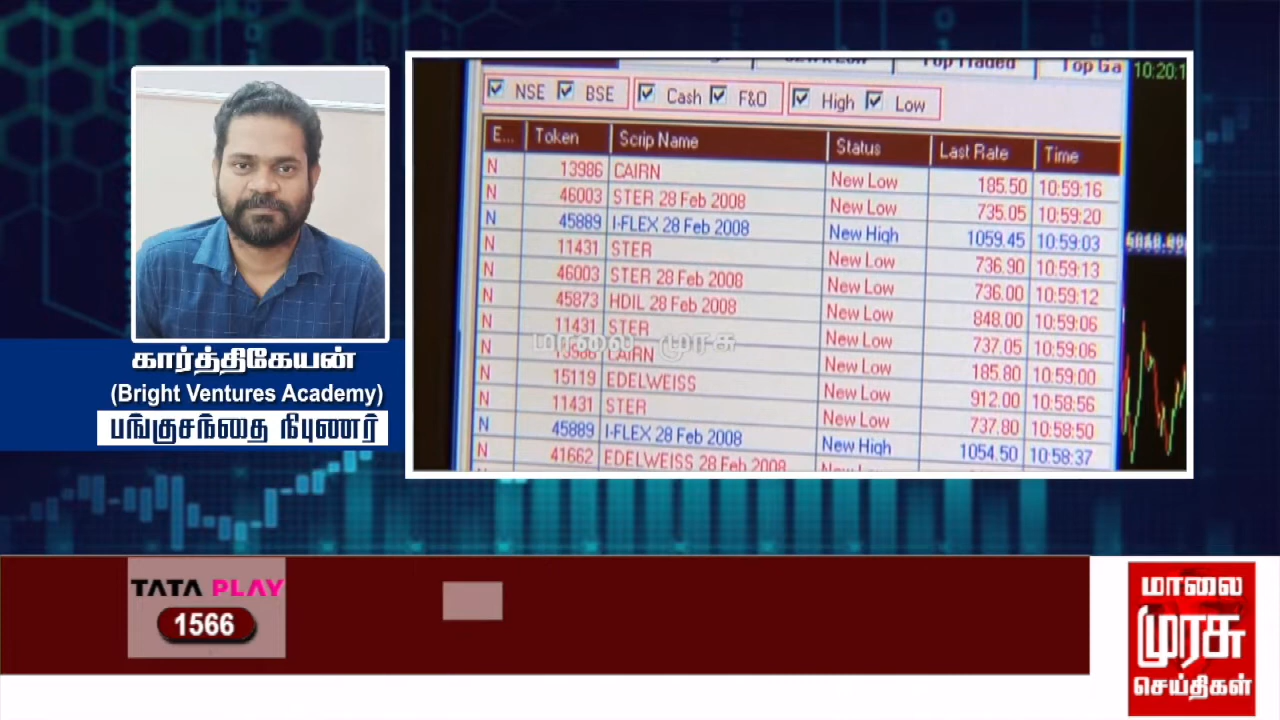 கார்த்திகேயன்
(Bright Ventures Academy)
பங்குசந்தை நிபுணர்
Top Traded Top Ga 10:20:1
NSE BSE Cash F&O High Low
E... Token Scrip Name Status Last Rate Time
N 13986 CAIRN New Low 185.50 10:59:16
N 46003 STER 28 Feb 2008 New Low 735.05 10:59:20
N 45889 I-FLEX 28 Feb 2008 New High 1059.45 10:59:03
N 11431 STER New Low 736.90 10:59:13
N 46003 STER 28 Feb 2008 New Low 736.00 10:59:12
N 45873 HDIL 28 Feb 2008 New Low 848.00 10:59:06
N 11431 STER New Low 737.05 10:59:06
N 13986 CAIRN New Low 185.80 10:59:00
N 15119 EDELWEISS New Low 912.00 10:58:56
N 11431 STER New Low 737.80 10:58:50
N 45889 I-FLEX 28 Feb 2008 New High 1054.50 10:58:37
N 41662 EDELWEISS 28 Feb 2008
மாலை முரசு
TATA PLAY
1566
மாலை
முரசு
செய்திகள்